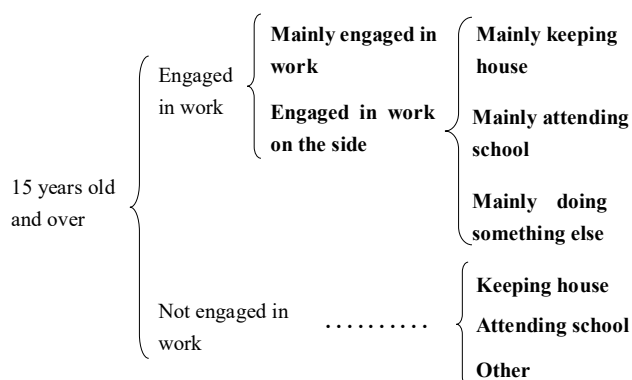 15 years old
and over
Engaged
in work
Mainly engaged in
work
Engaged in work
on the side
Mainly keeping
house
Mainly attending
school
Mainly doing
something else
Not engaged in
work
..........
Keeping house
Attending school
Other